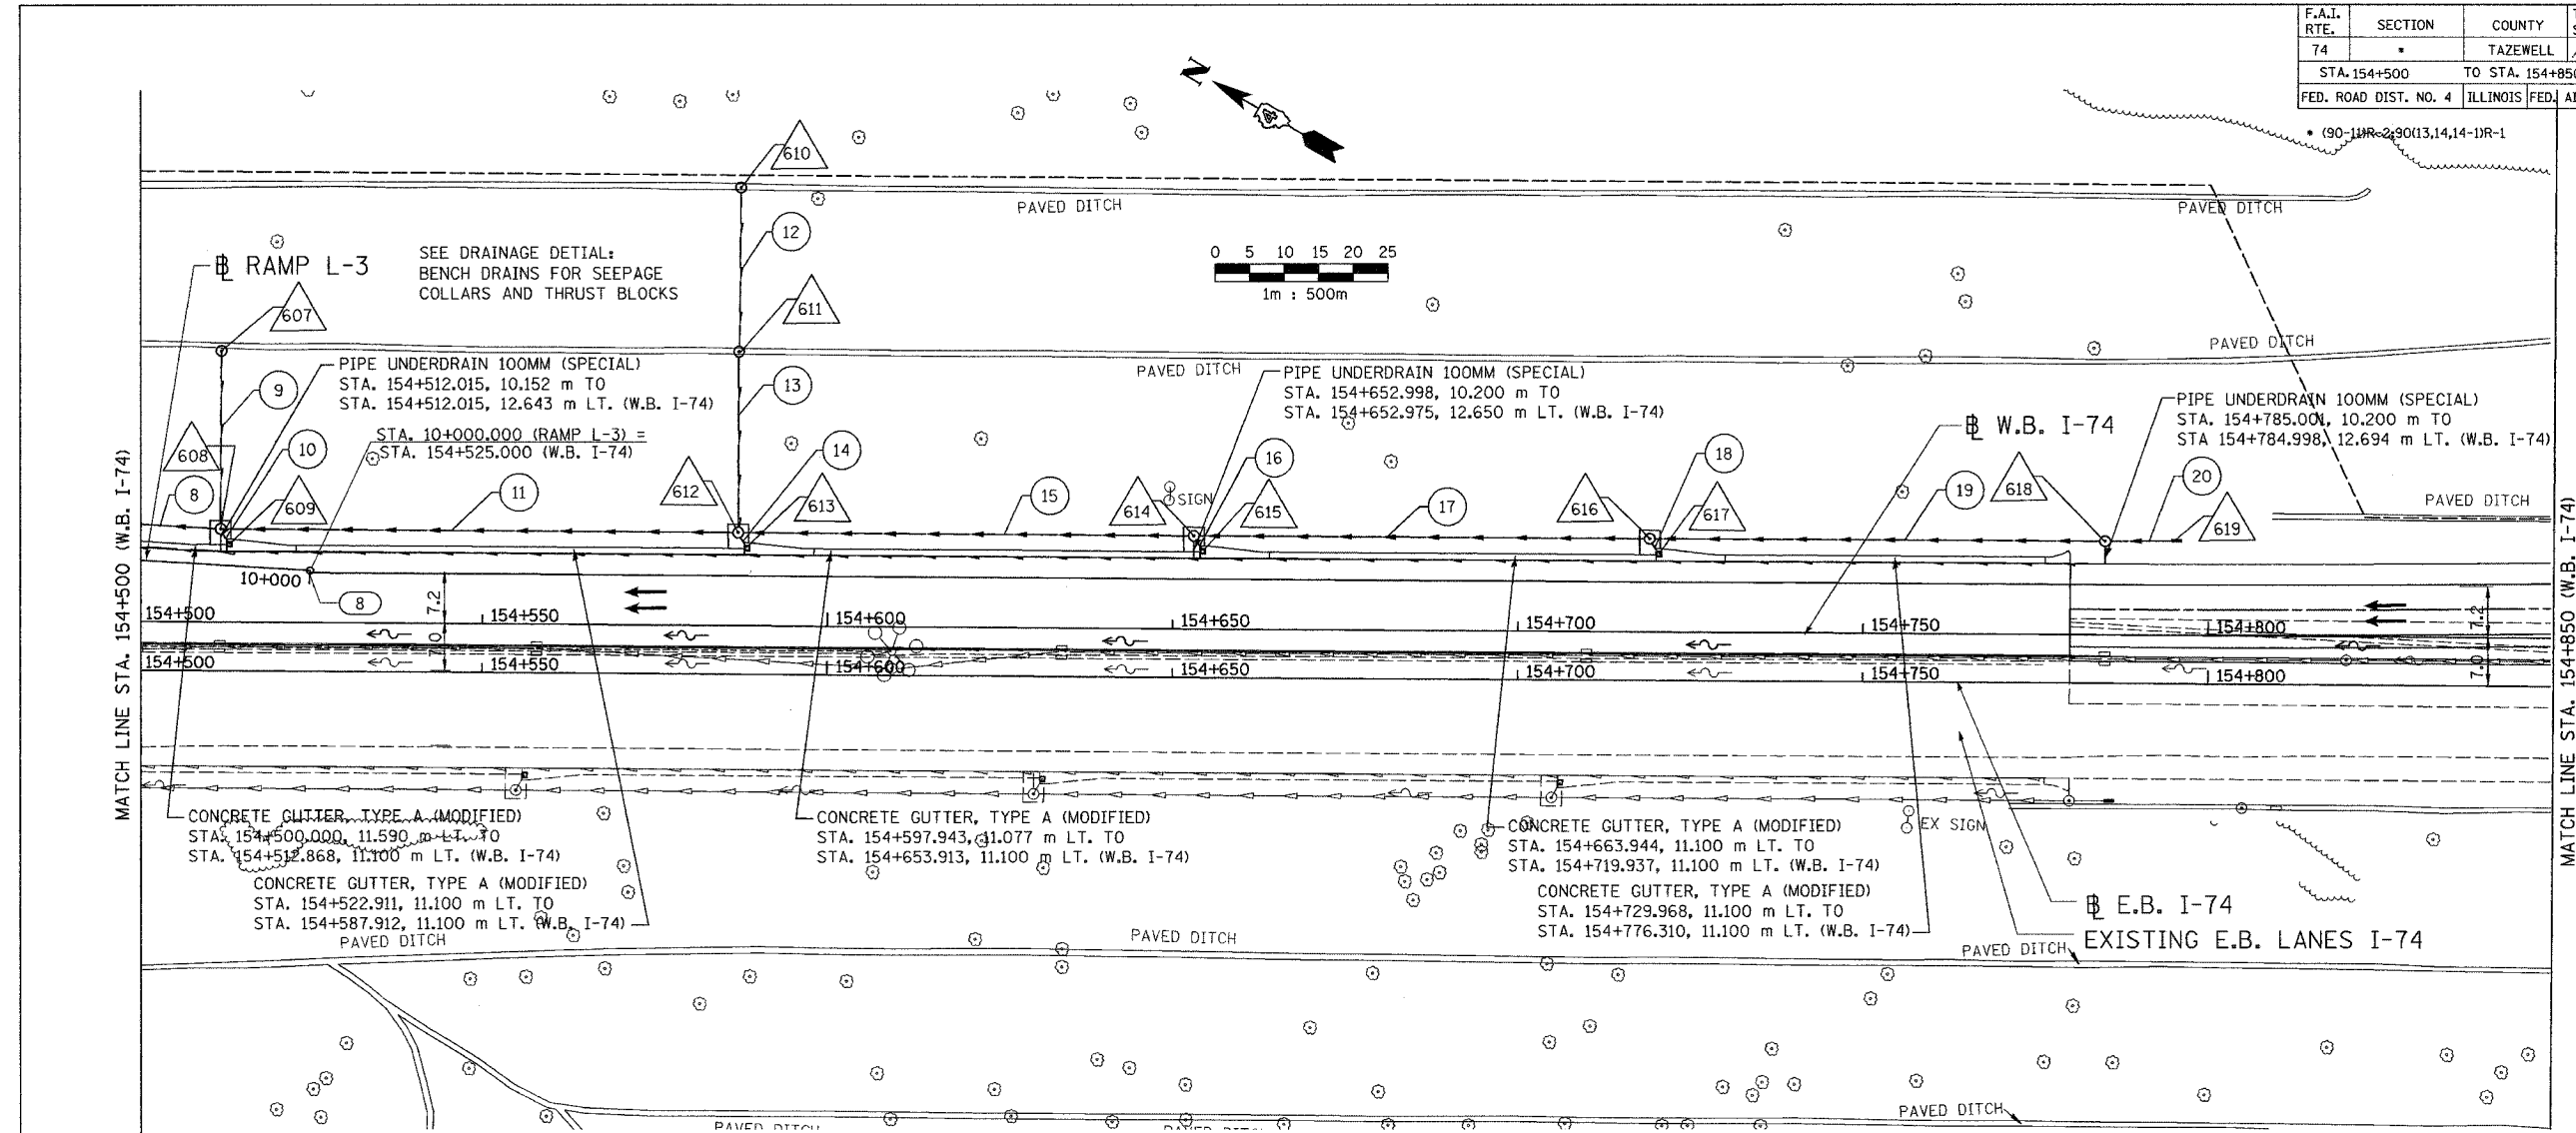 F.A.I. RTE.
SECTION
COUNTY
74
*
TAZEWELL
STA. 154+500 TO STA. 154+850
FED. ROAD DIST. NO. 4
ILLINOIS
FED.
* (90-11)R-2;90(13,14,14-1)R-1
N
4
610
PAVED DITCH
PAVED DITCH
12
SEE DRAINAGE DETIAL:
BENCH DRAINS FOR SEEPAGE
COLLARS AND THRUST BLOCKS
0 5 10 15 20 25
1m : 500m
℄ RAMP L-3
607
611
PAVED DITCH
PAVED DITCH
PIPE UNDERDRAIN 100MM (SPECIAL)
STA. 154+512.015, 10.152 m TO
STA. 154+512.015, 12.643 m LT. (W.B. I-74)
9
13
PIPE UNDERDRAIN 100MM (SPECIAL)
STA. 154+652.998, 10.200 m TO
STA. 154+652.975, 12.650 m LT. (W.B. I-74)
PIPE UNDERDRAIN 100MM (SPECIAL)
STA. 154+785.001, 10.200 m TO
STA 154+784.998, 12.694 m LT. (W.B. I-74)
℄ W.B. I-74
STA. 10+000.000 (RAMP L-3) =
STA. 154+525.000 (W.B. I-74)
608
10
14
16
18
8
609
11
612
613
15
614
SIGN
615
17
616
617
19
618
20
619
PAVED DITCH
MATCH LINE STA. 154+500 (W.B. I-74)
MATCH LINE STA. 154+850 (W.B. I-74)
10+000
8
7.2
7.2
154+500 154+550 154+600 154+650 154+700 154+750 154+800
7.0
7.0
154+500 154+550 154+600 154+650 154+700 154+750 154+800
CONCRETE GUTTER, TYPE A (MODIFIED)
STA. 154+500.000, 11.590 m LT. TO
STA. 154+512.868, 11.100 m LT. (W.B. I-74)
CONCRETE GUTTER, TYPE A (MODIFIED)
STA. 154+522.911, 11.100 m LT. TO
STA. 154+587.912, 11.100 m LT. (W.B. I-74)
CONCRETE GUTTER, TYPE A (MODIFIED)
STA. 154+597.943, 11.077 m LT. TO
STA. 154+653.913, 11.100 m LT. (W.B. I-74)
CONCRETE GUTTER, TYPE A (MODIFIED)
STA. 154+663.944, 11.100 m LT. TO
STA. 154+719.937, 11.100 m LT. (W.B. I-74)
CONCRETE GUTTER, TYPE A (MODIFIED)
STA. 154+729.968, 11.100 m LT. TO
STA. 154+776.310, 11.100 m LT. (W.B. I-74)
EX SIGN
℄ E.B. I-74
EXISTING E.B. LANES I-74
PAVED DITCH
PAVED DITCH
PAVED DITCH
PAVED DITCH
PAVED DITCH
PAVED DITCH